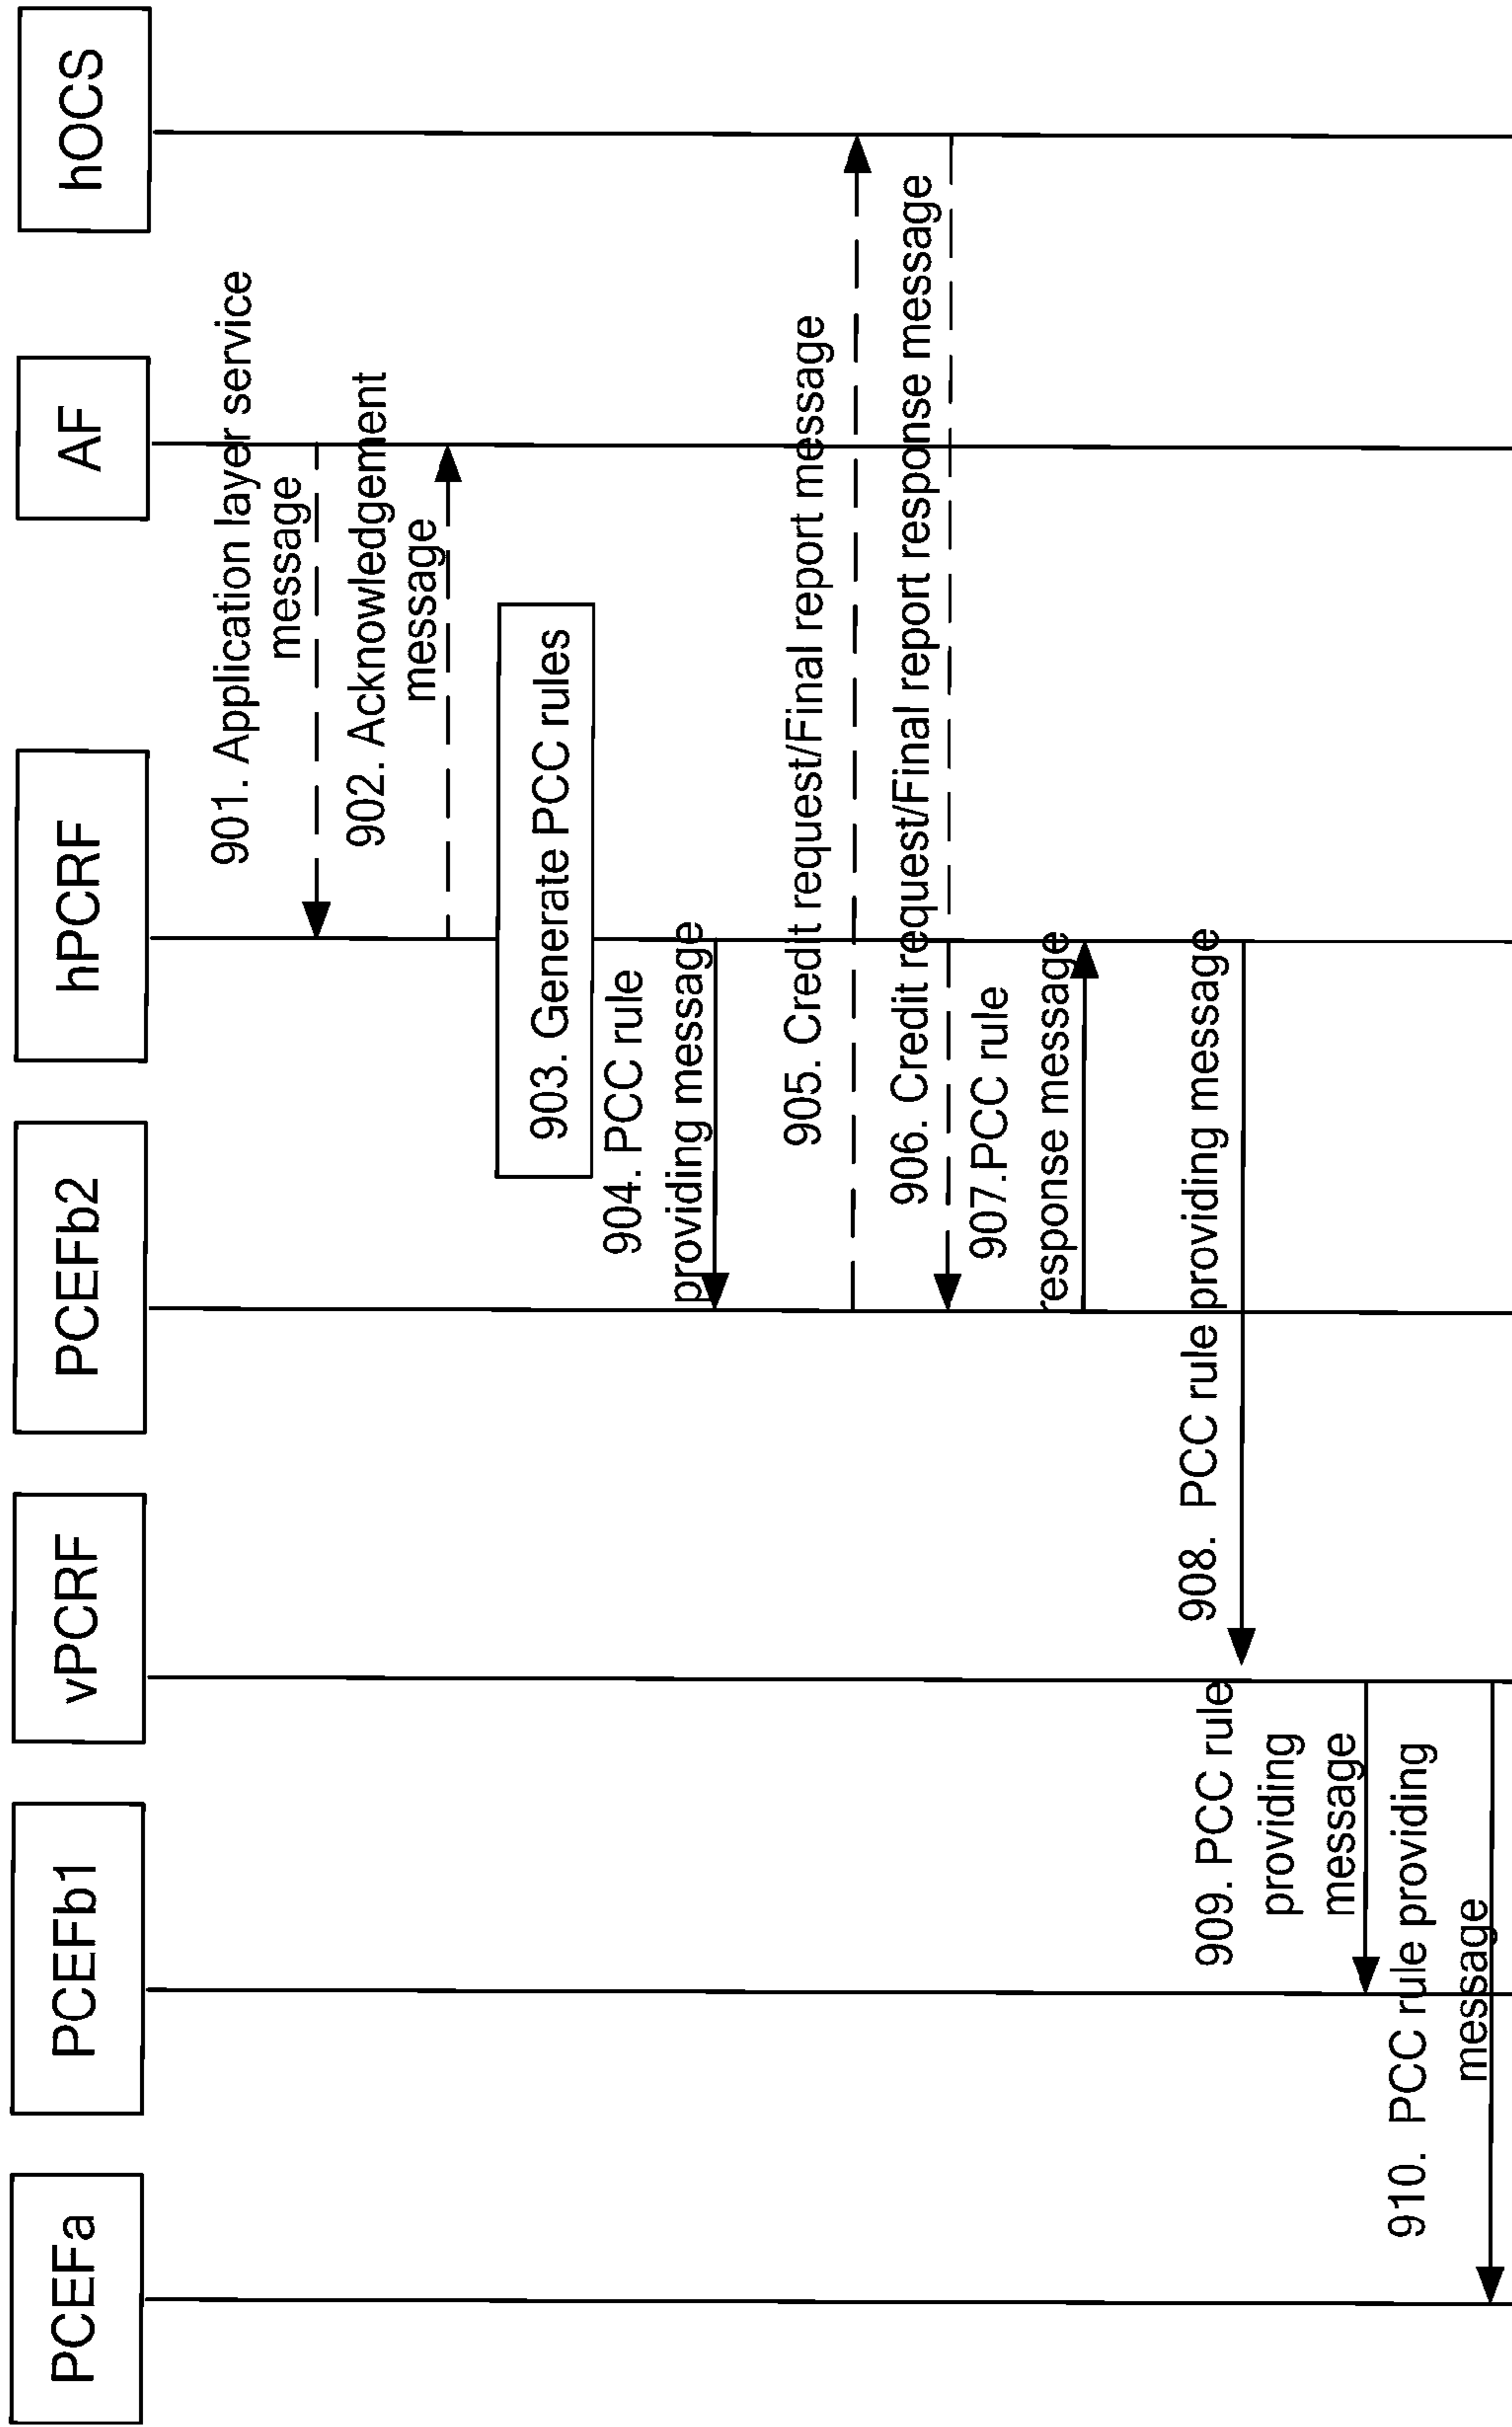 PCEFa
PCEFb1
vPCRF
PCEFb2
hPCRF
AF
hOCS
901. Application layer service
message
902. Acknowledgement
message
903. Generate PCC rules
904. PCC rule
providing message
905. Credit request/Final report message
906. Credit request/Final report response message
907.PCC rule
response message
908. PCC rule providing message
909. PCC rule
providing
message
910. PCC rule providing
message